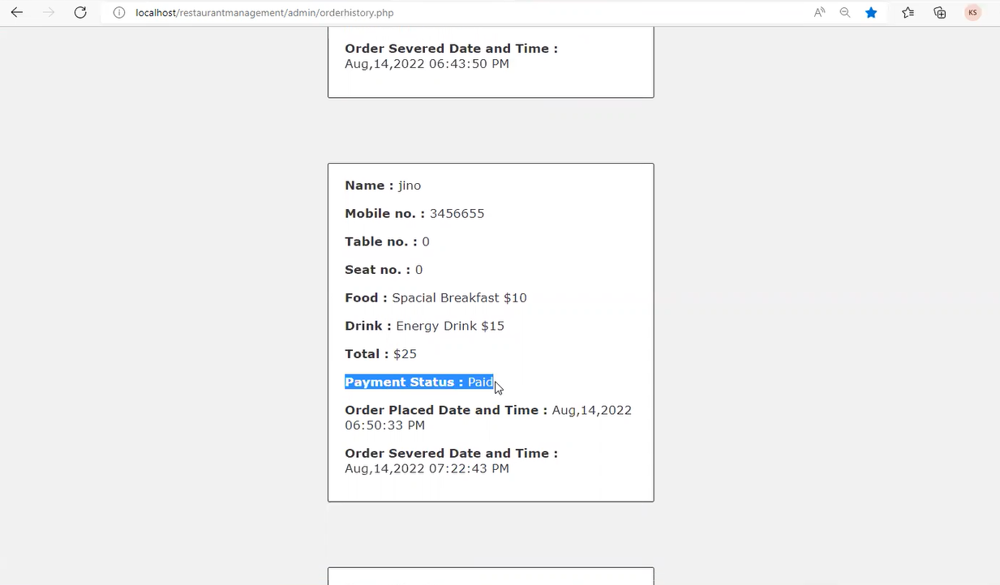 localhost/restaurantmanagement/admin/orderhistory.php
KS
Order Severed Date and Time :
Aug,14,2022 06:43:50 PM
Name : jino
Mobile no. : 3456655
Table no. : 0
Seat no. : 0
Food : Spacial Breakfast $10
Drink : Energy Drink $15
Total : $25
Payment Status : Paid
Order Placed Date and Time : Aug,14,2022
06:50:33 PM
Order Severed Date and Time :
Aug,14,2022 07:22:43 PM